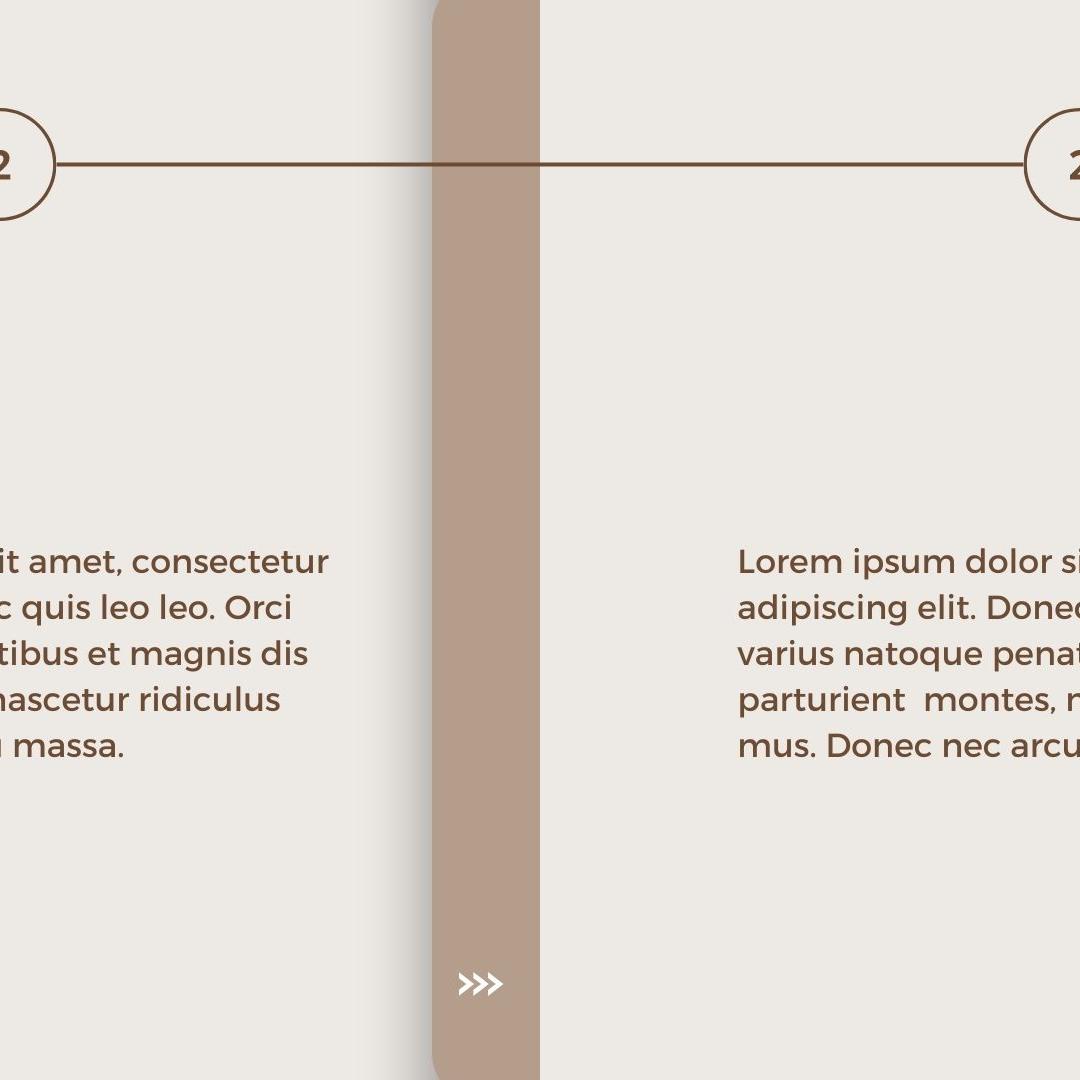 2
it amet, consectetur
c quis leo leo. Orci
tibus et magnis dis
nascetur ridiculus
massa.
2
Lorem ipsum dolor si
adipiscing elit. Donec
varius natoque penat
parturient  montes, n
mus. Donec nec arcu